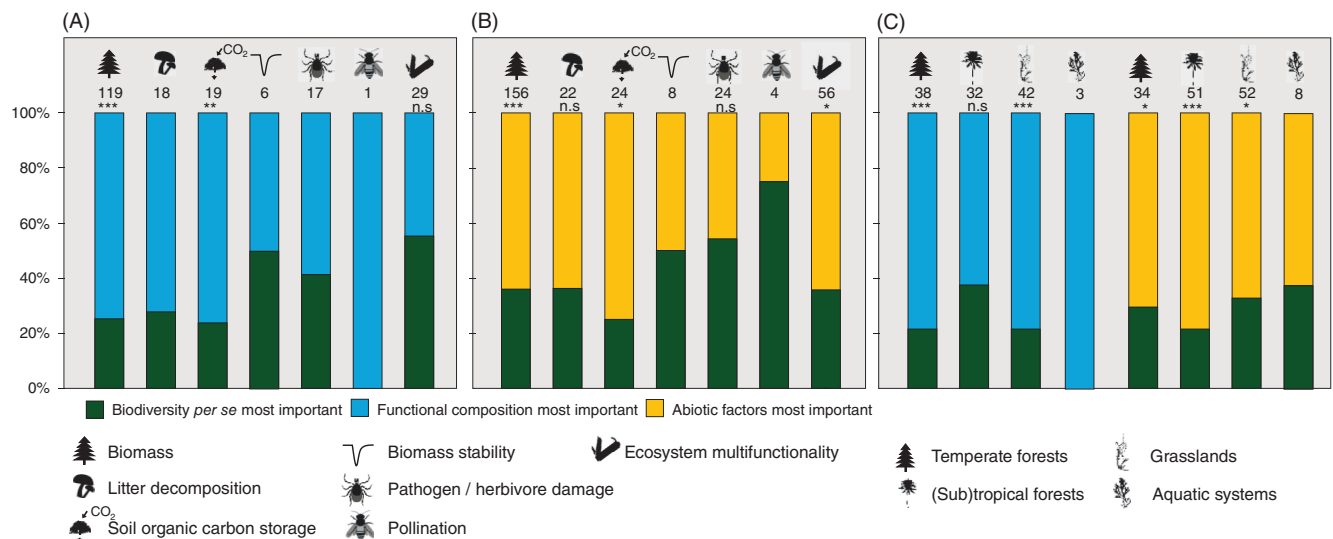 (A) (B) (C)
CO2 CO2
119 18 19 6 17 1 29 156 22 24 8 24 4 56 38 32 42 3 34 51 52 8
*** ** n.s *** n.s * n.s * *** n.s *** * *** *
100%
80%
60%
40%
20%
0%
Biodiversity per se most important Functional composition most important Abiotic factors most important
Biomass Biomass stability Ecosystem multifunctionality Temperate forests Grasslands
Litter decomposition Pathogen / herbivore damage (Sub)tropical forests Aquatic systems
CO2
Soil organic carbon storage Pollination